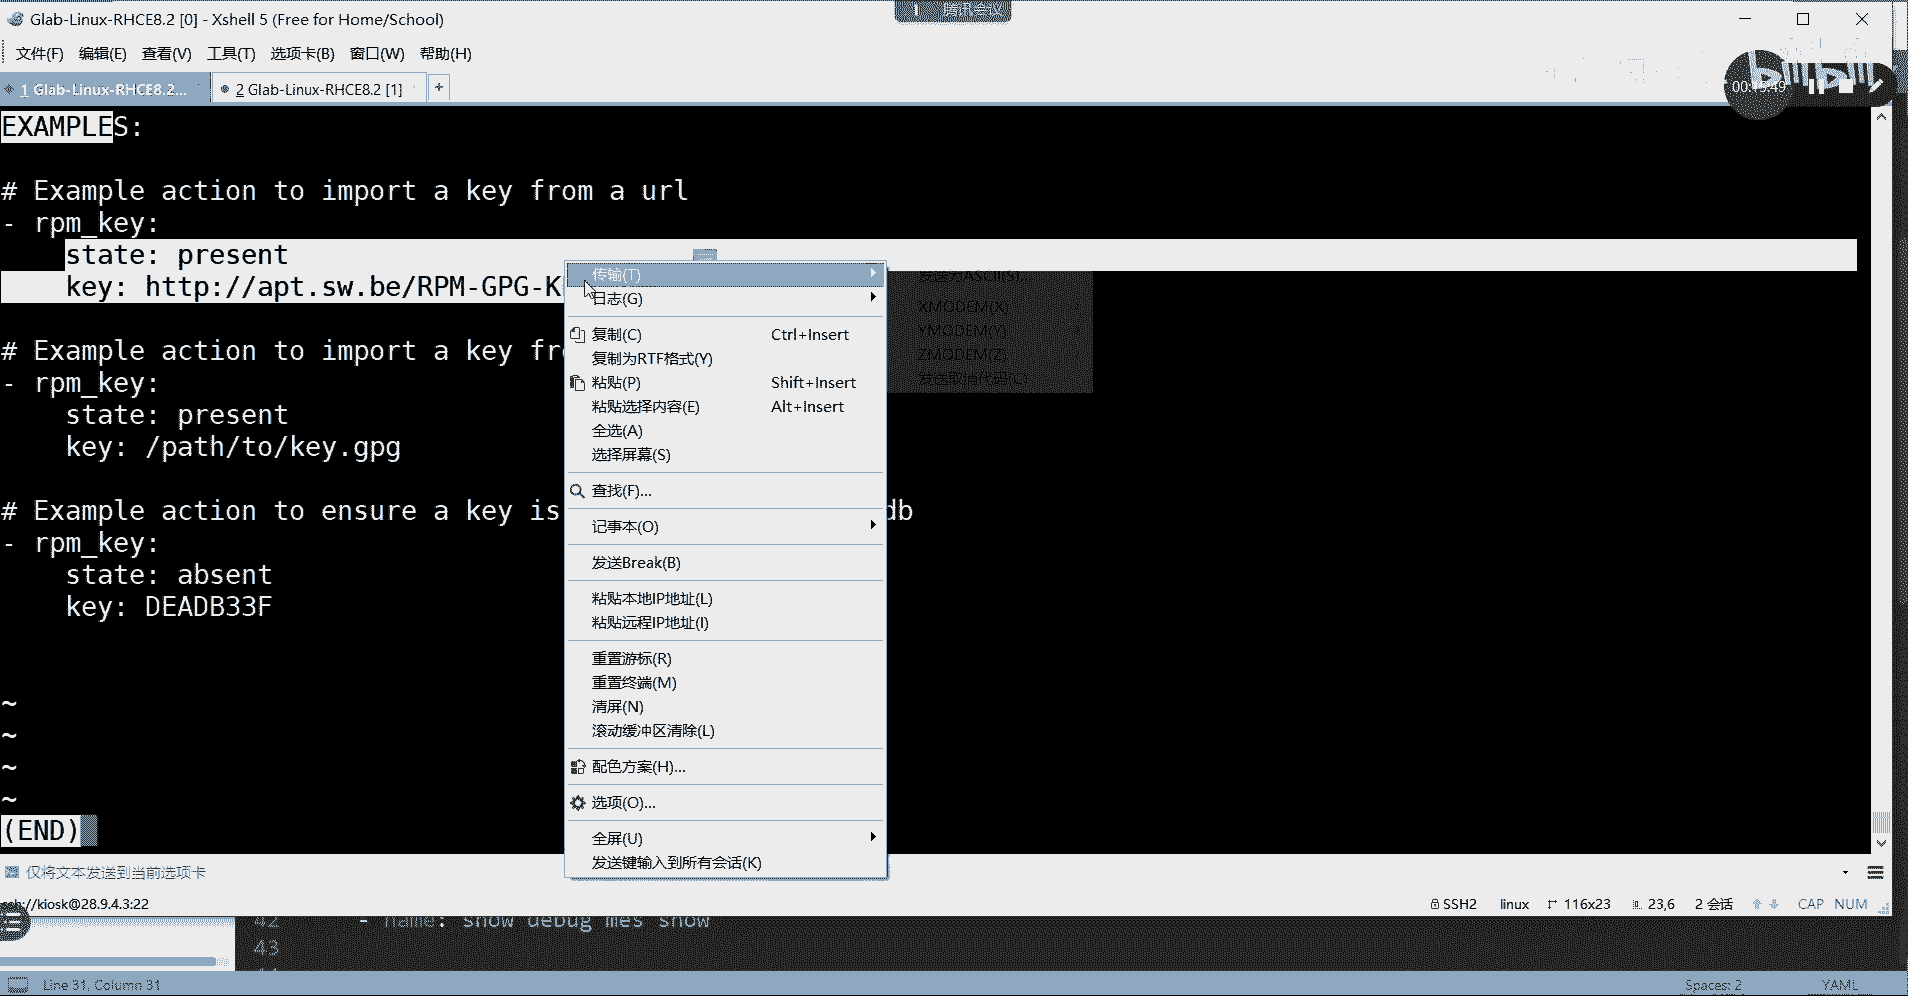 Glab-Linux-RHCE8.2 [0] - Xshell 5 (Free for Home/School)
腾讯会议
文件(F) 编辑(E) 查看(V) 工具(T) 选项卡(B) 窗口(W) 帮助(H)
1 Glab-Linux-RHCE8.2...
2 Glab-Linux-RHCE8.2 [1]
+
bilibili
00:15:49
EXAMPLES:
# Example action to import a key from a url
- rpm_key:
state: present
key: http://apt.sw.be/RPM-GPG-K
# Example action to import a key fr
- rpm_key:
state: present
key: /path/to/key.gpg
# Example action to ensure a key is db
- rpm_key:
state: absent
key: DEADB33F
~
~
~
~
(END)
传输(T)
日志(G)
复制(C) Ctrl+Insert
复制为RTF格式(Y)
粘贴(P) Shift+Insert
粘贴选择内容(E) Alt+Insert
全选(A)
选择屏幕(S)
查找(F)...
记事本(O)
发送Break(B)
粘贴本地IP地址(L)
粘贴远程IP地址(I)
重置游标(R)
重置终端(M)
清屏(N)
滚动缓冲区清除(L)
配色方案(H)...
选项(O)...
全屏(U)
发送键输入到所有会话(K)
发送为ASCII(S)...
XMODEM(X)
YMODEM(Y)
ZMODEM(Z)
发送取消代码(C)
仅将文本发送到当前选项卡
ssh://kiosk@28.9.4.3:22
SSH2 linux 116x23 23,6 2 会话 CAP NUM
42 - name: show debug mes show
43
Line 31, Column 31
Spaces: 2 YAML